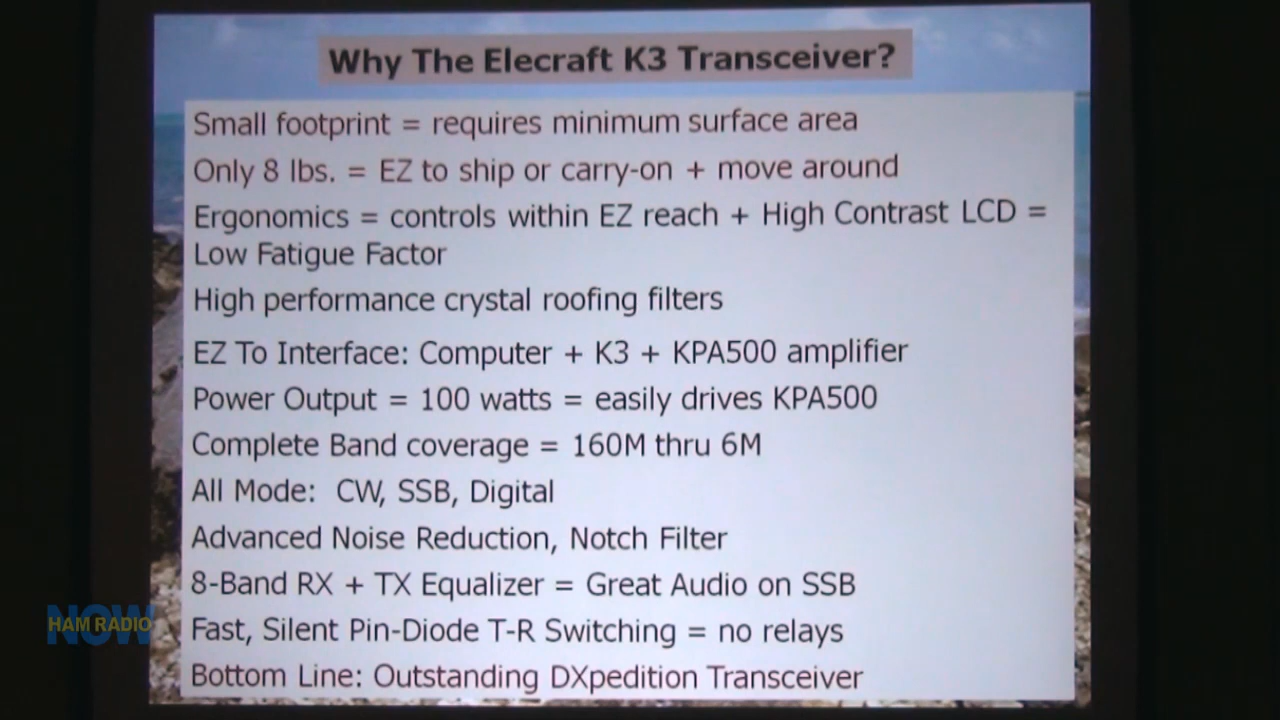 Why The Elecraft K3 Transceiver?
Small footprint = requires minimum surface area
Only 8 lbs. = EZ to ship or carry-on + move around
Ergonomics = controls within EZ reach + High Contrast LCD =
Low Fatigue Factor
High performance crystal roofing filters
EZ To Interface: Computer + K3 + KPA500 amplifier
Power Output = 100 watts = easily drives KPA500
Complete Band coverage = 160M thru 6M
All Mode:  CW, SSB, Digital
Advanced Noise Reduction, Notch Filter
8-Band RX + TX Equalizer = Great Audio on SSB
Fast, Silent Pin-Diode T-R Switching = no relays
Bottom Line: Outstanding DXpedition Transceiver
HAM RADIO
NOW